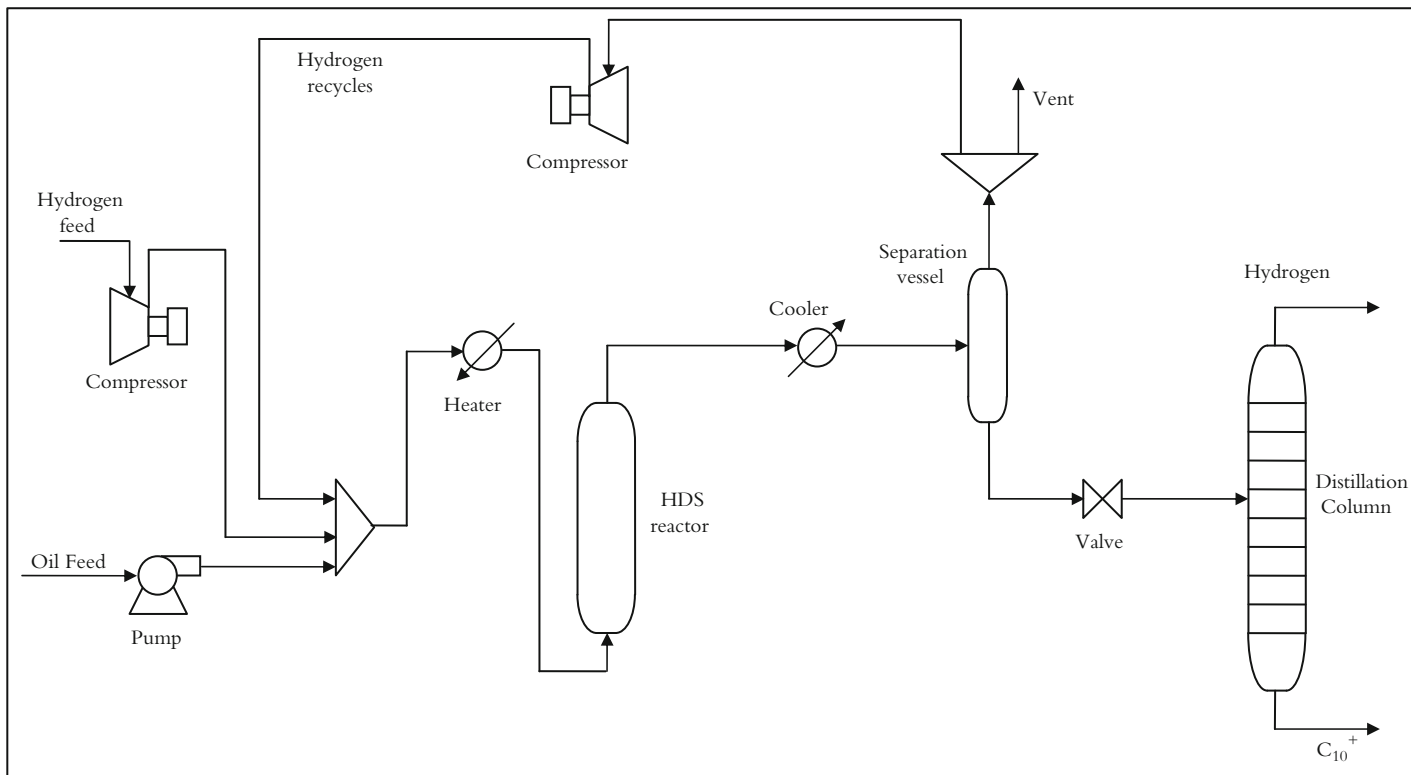 Hydrogen
recycles
Compressor
Vent
Hydrogen
feed
Compressor
Separation
vessel
Hydrogen
Cooler
Heater
HDS
reactor
Distillation
Column
Valve
Oil Feed
Pump
C₁₀⁺